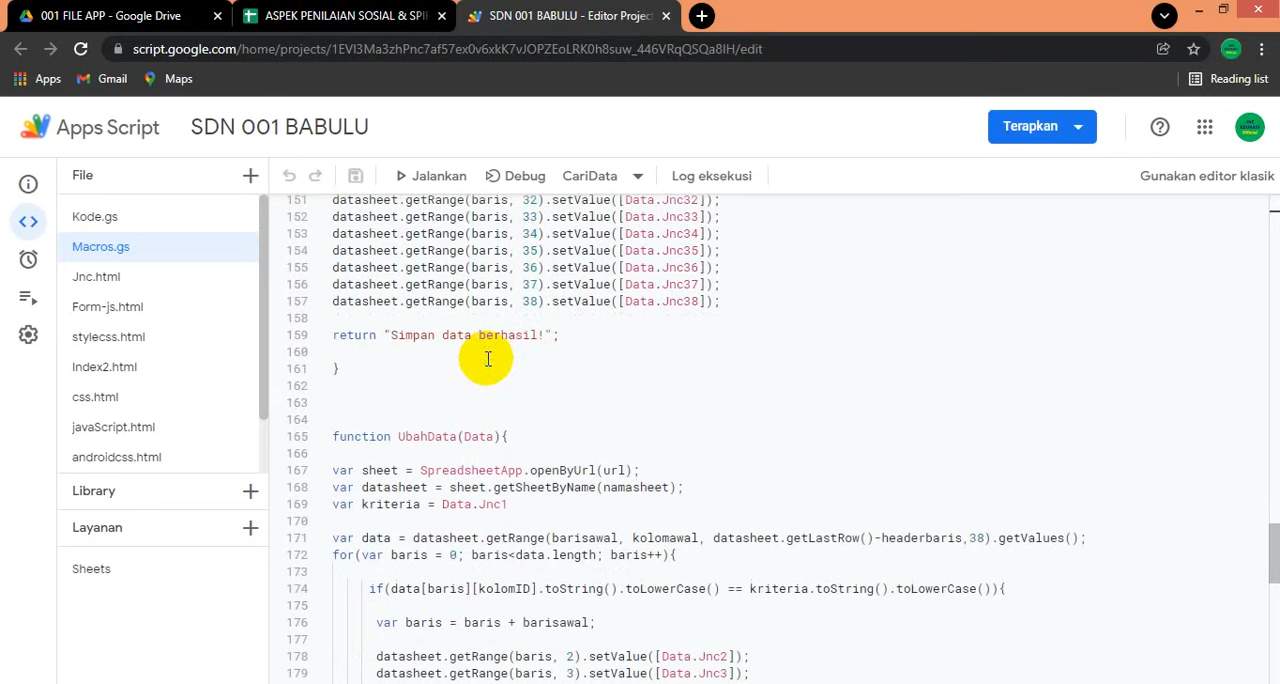 001 FILE APP - Google Drive
ASPEK PENILAIAN SOSIAL & SPI
SDN 001 BABULU - Editor Projec
script.google.com/home/projects/1EVI3Ma3zhPnc7af57ex0v6xkK7vJOPZEoLRK0h8suw_446VRqQSQa8IH/edit
Apps
Gmail
Maps
Reading list
Apps Script
SDN 001 BABULU
Terapkan
File
Jalankan
Debug
CariData
Log eksekusi
Gunakan editor klasik
Kode.gs
Macros.gs
Jnc.html
Form-js.html
stylecss.html
Index2.html
css.html
javaScript.html
androidcss.html
Library
Layanan
Sheets
151 datasheet.getRange(baris, 32).setValue([Data.Jnc32]);
152 datasheet.getRange(baris, 33).setValue([Data.Jnc33]);
153 datasheet.getRange(baris, 34).setValue([Data.Jnc34]);
154 datasheet.getRange(baris, 35).setValue([Data.Jnc35]);
155 datasheet.getRange(baris, 36).setValue([Data.Jnc36]);
156 datasheet.getRange(baris, 37).setValue([Data.Jnc37]);
157 datasheet.getRange(baris, 38).setValue([Data.Jnc38]);
158
159 return "Simpan data berhasil!";
160
161 }
162
163
164
165 function UbahData(Data){
166
167 var sheet = SpreadsheetApp.openByUrl(url);
168 var datasheet = sheet.getSheetByName(namasheet);
169 var kriteria = Data.Jnc1
170
171 var data = datasheet.getRange(barisawal, kolomawal, datasheet.getLastRow()-headerbaris,38).getValues();
172 for(var baris = 0; baris<data.length; baris++){
173
174 if(data[baris][kolomID].toString().toLowerCase() == kriteria.toString().toLowerCase()){
175
176 var baris = baris + barisawal;
177
178 datasheet.getRange(baris, 2).setValue([Data.Jnc2]);
179 datasheet.getRange(baris, 3).setValue([Data.Jnc3]);